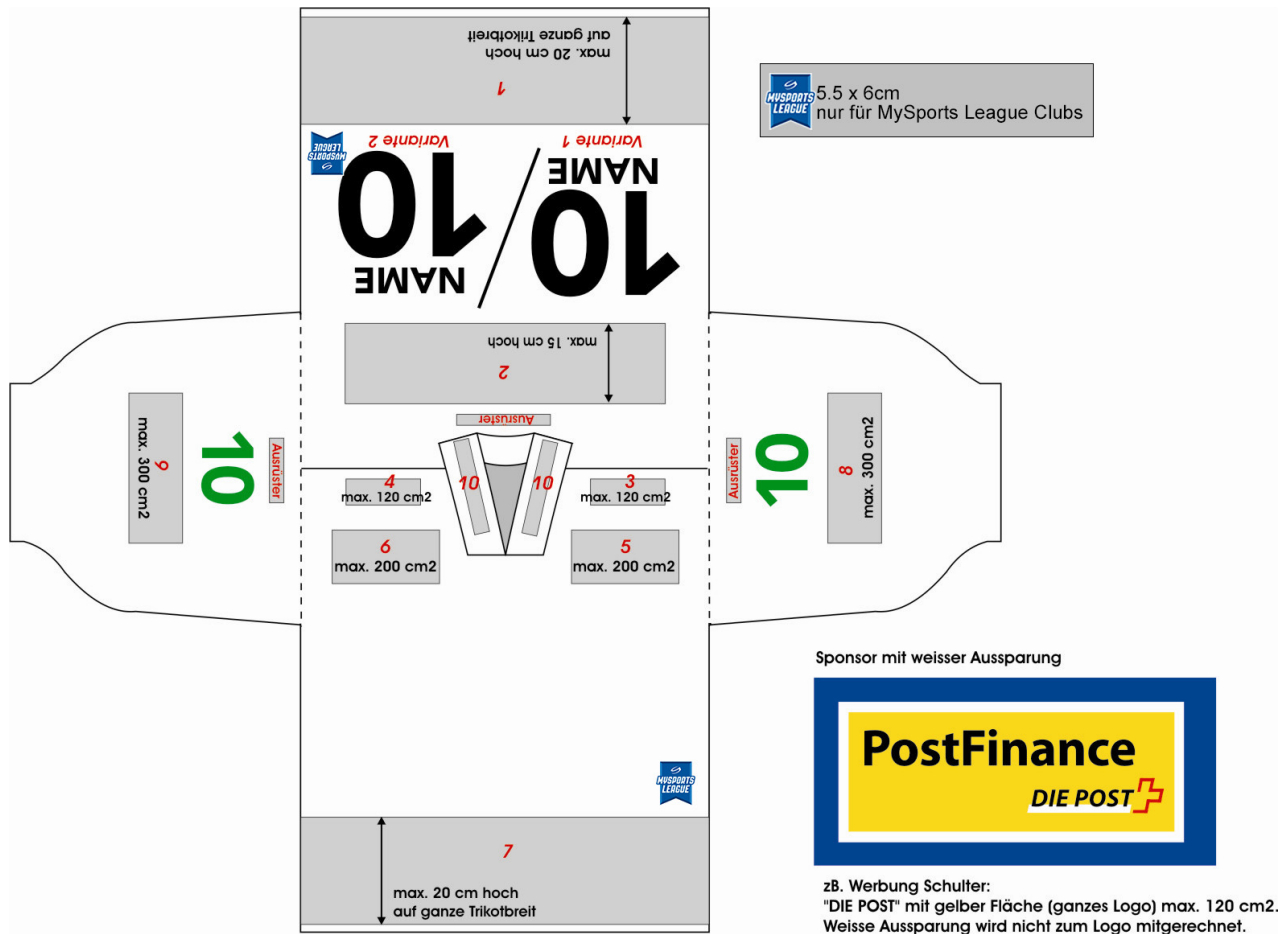 max. 20 cm hoch
auf ganze Trikotbreit
1
MYSPORTS
LEAGUE
5.5 x 6cm
nur für MySports League Clubs
Variante 2
Variante 1
MYSPORTS
LEAGUE
10
NAME
NAME
10
max. 15 cm hoch
2
Ausrüster
9
max. 300 cm2
10
Ausrüster
4
max. 120 cm2
10
10
3
max. 120 cm2
Ausrüster
10
8
max. 300 cm2
6
max. 200 cm2
5
max. 200 cm2
MYSPORTS
LEAGUE
7
max. 20 cm hoch
auf ganze Trikotbreit
Sponsor mit weisser Aussparung
PostFinance
DIE POST
zB. Werbung Schulter:
"DIE POST" mit gelber Fläche (ganzes Logo) max. 120 cm2.
Weisse Aussparung wird nicht zum Logo mitgerechnet.